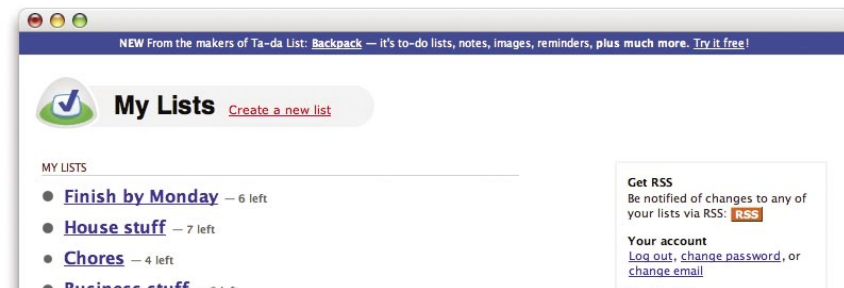 NEW From the makers of Ta-da List: Backpack — it's to-do lists, notes, images, reminders, plus much more. Try it free!
My Lists Create a new list
MY LISTS
Finish by Monday — 6 left
House stuff — 7 left
Chores — 4 left
Business stuff
Get RSS
Be notified of changes to any of
your lists via RSS: RSS
Your account
Log out, change password, or
change email